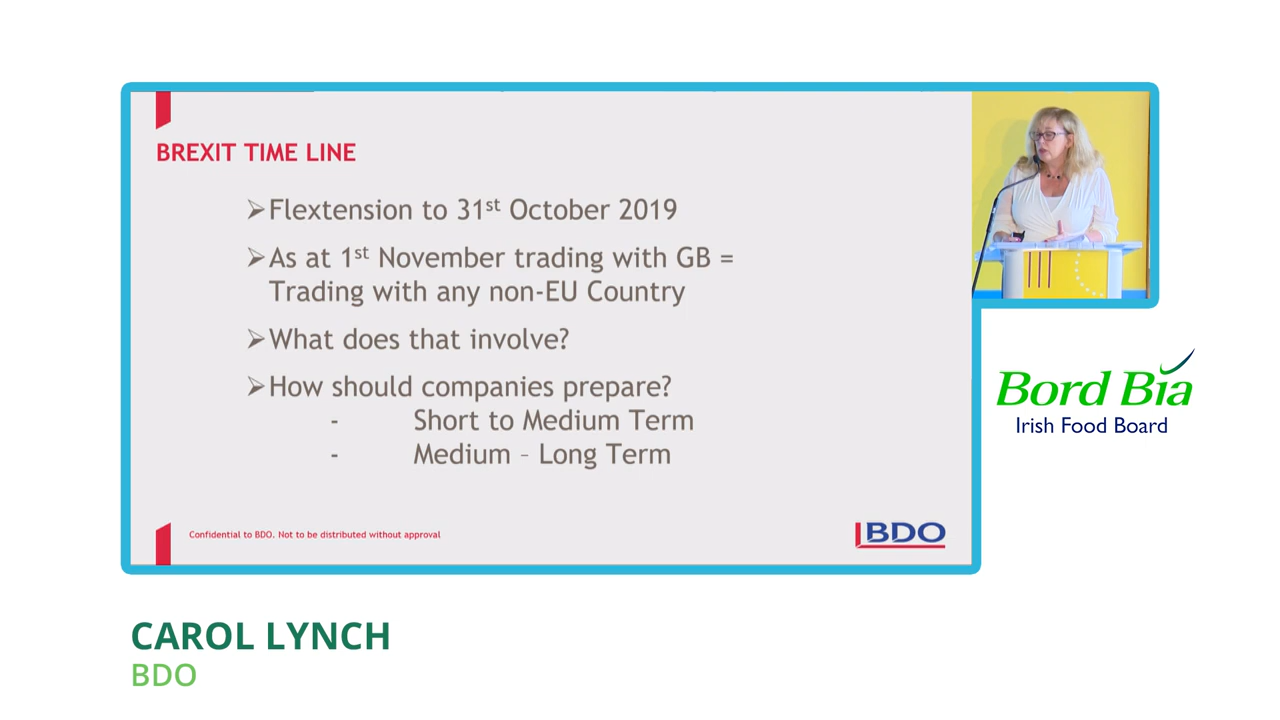 BREXIT TIME LINE
➢Flextension to 31st October 2019
➢As at 1st November trading with GB =
Trading with any non-EU Country
➢What does that involve?
➢How should companies prepare?
- Short to Medium Term
- Medium – Long Term
Confidential to BDO. Not to be distributed without approval
BDO
Bord Bia
Irish Food Board
CAROL LYNCH
BDO